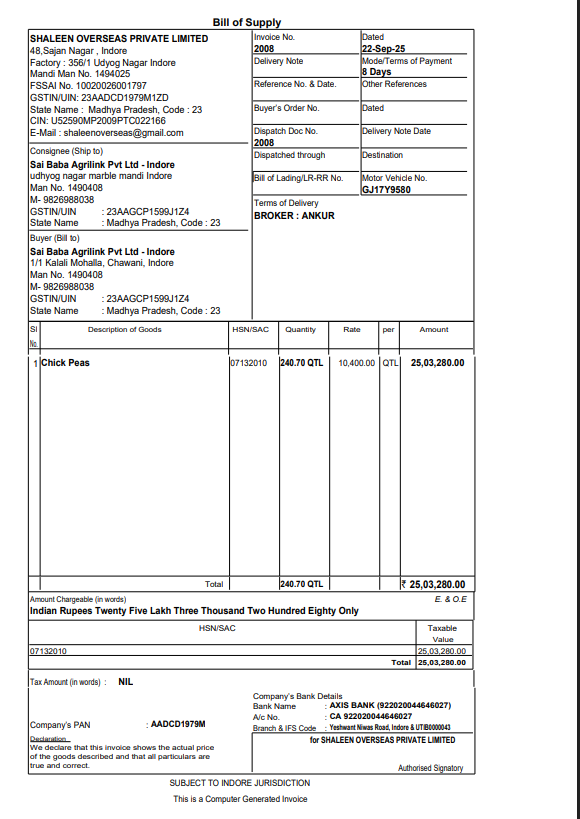 Bill of Supply
SHALEEN OVERSEAS PRIVATE LIMITED
48,Sajan Nagar , Indore
Factory : 356/1 Udyog Nagar Indore
Mandi Man No. 1494025
FSSAI No. 10020026001797
GSTIN/UIN: 23AADCD1979M1ZD
State Name : Madhya Pradesh, Code : 23
CIN: U52590MP2009PTC022166
E-Mail : shaleenoverseas@gmail.com
Invoice No.
2008
Dated
22-Sep-25
Delivery Note
Mode/Terms of Payment
8 Days
Reference No. & Date.
Other References
Buyer's Order No.
Dated
Dispatch Doc No.
2008
Delivery Note Date
Dispatched through
Destination
Bill of Lading/LR-RR No.
Motor Vehicle No.
GJ17Y9580
Terms of Delivery
BROKER : ANKUR
Consignee (Ship to)
Sai Baba Agrilink Pvt Ltd - Indore
udhyog nagar marble mandi Indore
Man No. 1490408
M- 9826988038
GSTIN/UIN : 23AAGCP1599J1Z4
State Name : Madhya Pradesh, Code : 23
Buyer (Bill to)
Sai Baba Agrilink Pvt Ltd - Indore
1/1 Kalali Mohalla, Chawani, Indore
Man No. 1490408
M- 9826988038
GSTIN/UIN : 23AAGCP1599J1Z4
State Name : Madhya Pradesh, Code : 23
Sl No. Description of Goods HSN/SAC Quantity Rate per Amount
1 Chick Peas 07132010 240.70 QTL 10,400.00 QTL 25,03,280.00
Total 240.70 QTL ₹ 25,03,280.00
Amount Chargeable (in words) E. & O.E
Indian Rupees Twenty Five Lakh Three Thousand Two Hundred Eighty Only
HSN/SAC Taxable Value
07132010 25,03,280.00
Total 25,03,280.00
Tax Amount (in words) : NIL
Company's Bank Details
Bank Name : AXIS BANK (922020044646027)
A/c No. : CA 922020044646027
Branch & IFS Code : Yeshwant Niwas Road, Indore & UTIB0000043
Company's PAN : AADCD1979M
Declaration
We declare that this invoice shows the actual price
of the goods described and that all particulars are
true and correct.
for SHALEEN OVERSEAS PRIVATE LIMITED
Authorised Signatory
SUBJECT TO INDORE JURISDICTION
This is a Computer Generated Invoice